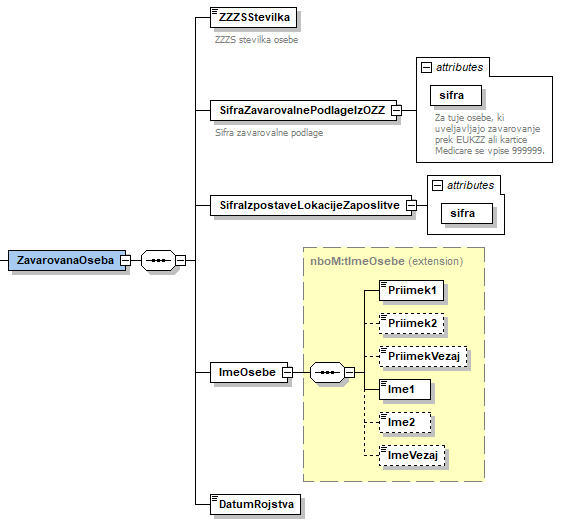 ZZZSStevilka
ZZZS stevilka osebe
attributes
SifraZavarovalnePodlageIzOZZ
Sifra zavarovalne podlage
sifra
Za tuje osebe, ki
uveljavljajo zavarovanje
prek EUKZZ ali kartice
Medicare se vpise 999999.
attributes
SifraIzpostaveLokacijeZaposlitve
sifra
ZavarovanaOseba
nboM:tImeOsebe (extension)
Priimek1
Priimek2
PriimekVezaj
ImeOsebe
Ime1
Ime2
ImeVezaj
DatumRojstva